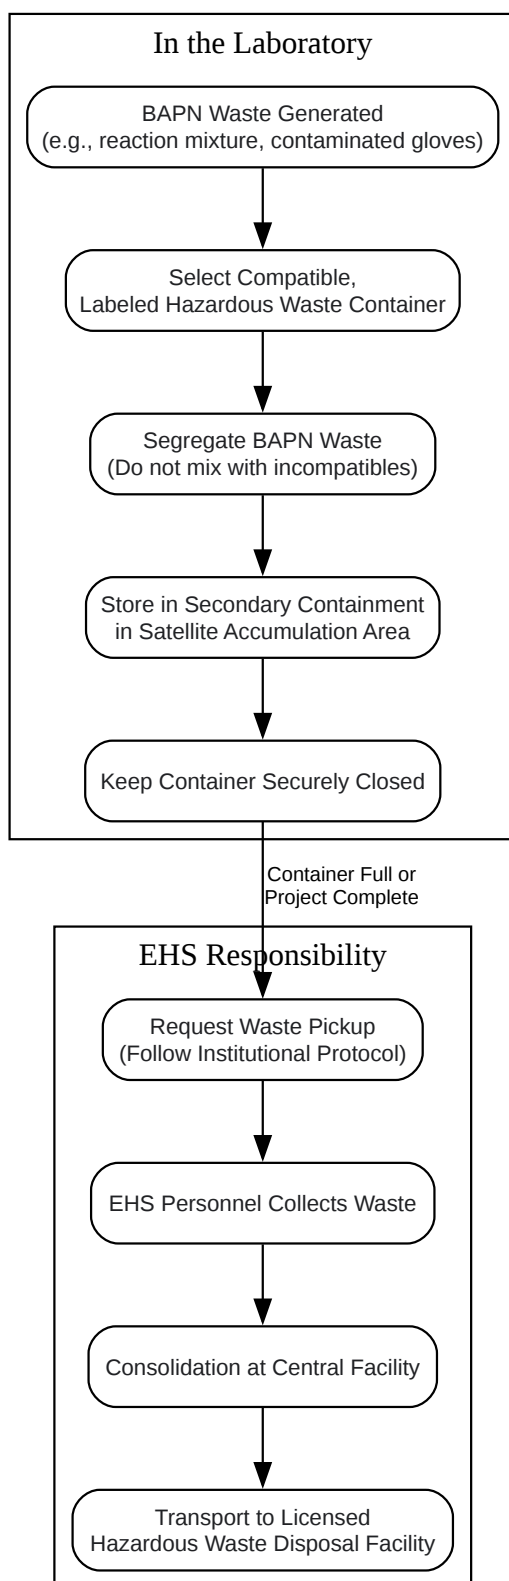 In the Laboratory
BAPN Waste Generated
(e.g., reaction mixture, contaminated gloves)
Select Compatible,
Labeled Hazardous Waste Container
Segregate BAPN Waste
(Do not mix with incompatibles)
Store in Secondary Containment
in Satellite Accumulation Area
Keep Container Securely Closed
Container Full or
Project Complete
EHS Responsibility
Request Waste Pickup
(Follow Institutional Protocol)
EHS Personnel Collects Waste
Consolidation at Central Facility
Transport to Licensed
Hazardous Waste Disposal Facility